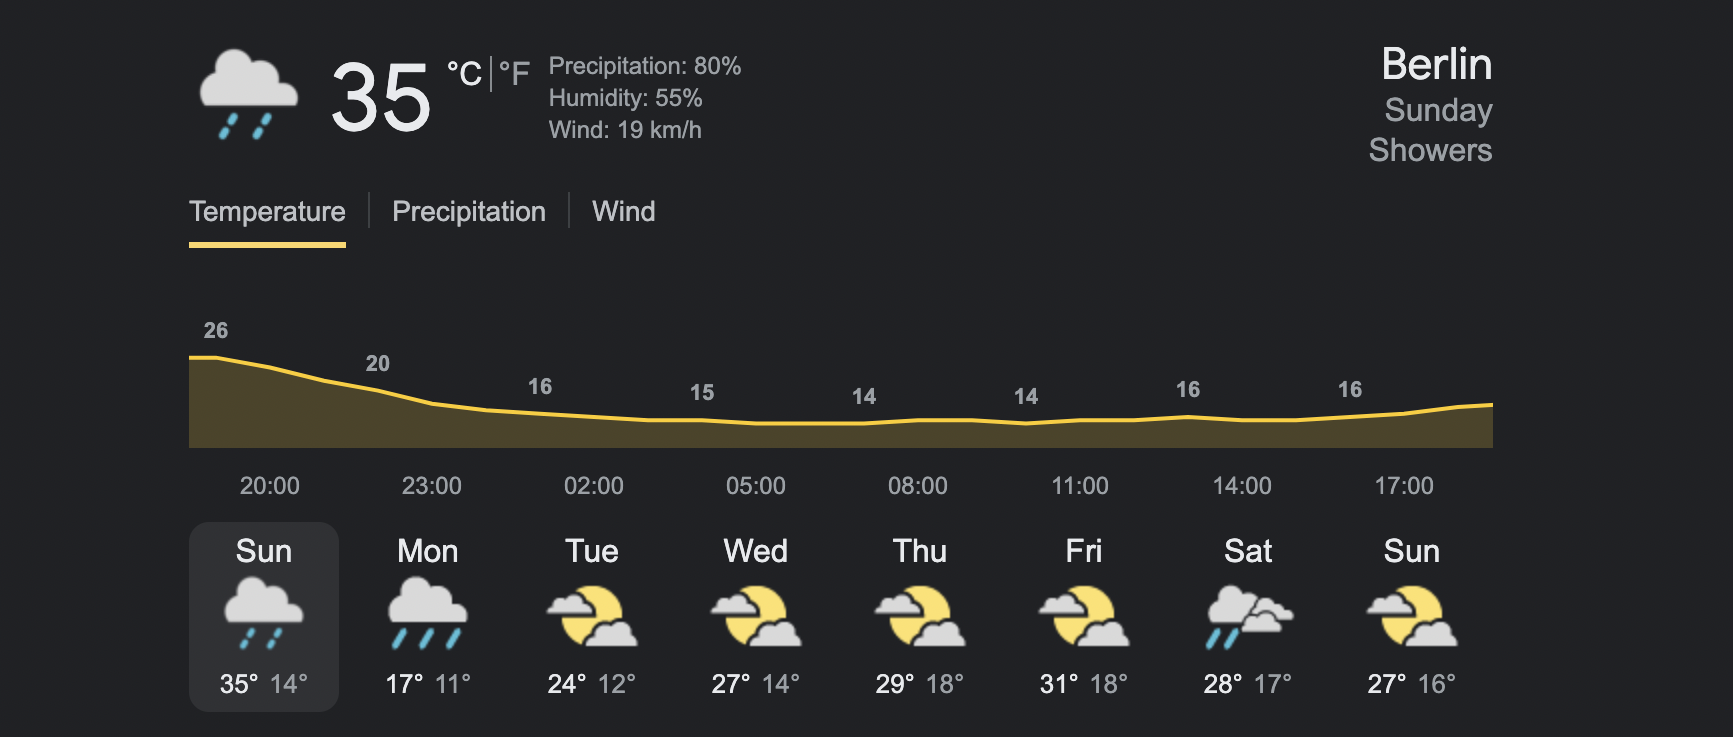 35 °C | °F
Precipitation: 80%
Humidity: 55%
Wind: 19 km/h
Berlin
Sunday
Showers
Temperature | Precipitation | Wind
26 20 16 15 14 14 16 16
20:00 23:00 02:00 05:00 08:00 11:00 14:00 17:00
Sun Mon Tue Wed Thu Fri Sat Sun
35° 14° 17° 11° 24° 12° 27° 14° 29° 18° 31° 18° 28° 17° 27° 16°